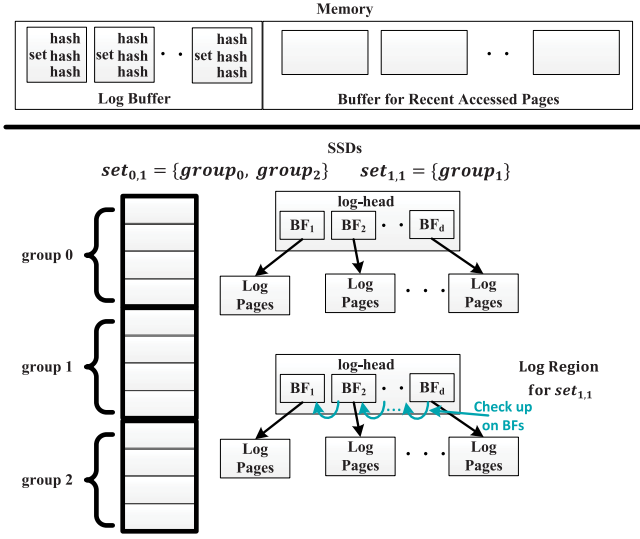 Memory
hash hash hash
set hash set hash · · set hash
hash hash hash
Log Buffer
Buffer for Recent Accessed Pages
· ·
SSDs
set₀,₁ = {group₀, group₂} set₁,₁ = {group₁}
group 0
group 1
group 2
log-head
BF₁ BF₂ · · BF_d
Log Pages
Log Pages
· · ·
Log Pages
log-head
BF₁ BF₂ · · BF_d
...
Check up
on BFs
Log Region
for set₁,₁
Log Pages
Log Pages
· · ·
Log Pages